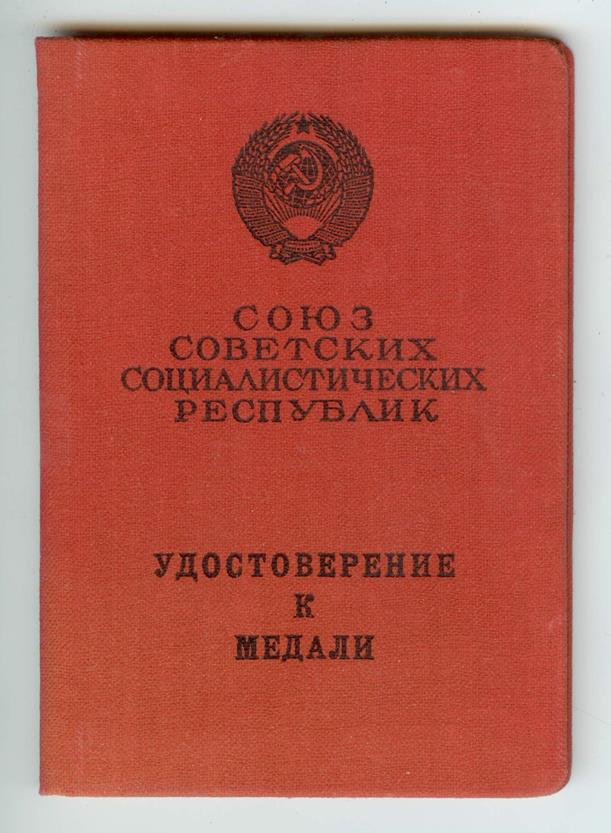 СОЮЗ
СОВЕТСКИХ
СОЦИАЛИСТИЧЕСКИХ
РЕСПУБЛИК
УДОСТОВЕРЕНИЕ
К
МЕДАЛИ